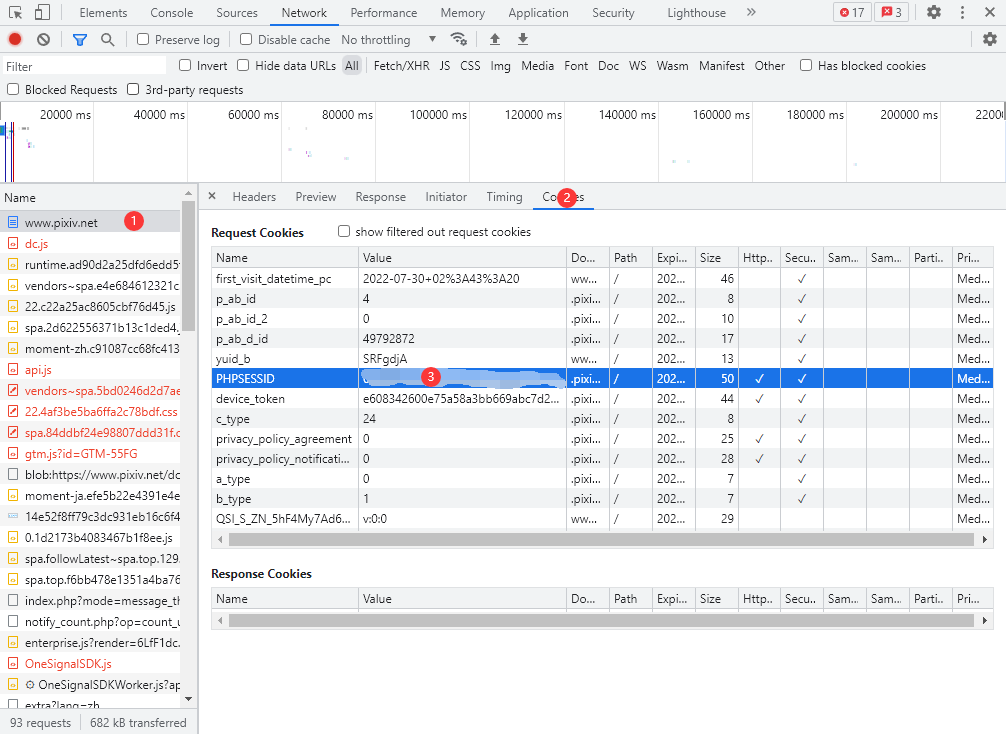 Elements Console Sources Network Performance Memory Application Security Lighthouse » 17 3
Preserve log Disable cache No throttling
Filter Invert Hide data URLs All Fetch/XHR JS CSS Img Media Font Doc WS Wasm Manifest Other Has blocked cookies
Blocked Requests 3rd-party requests
20000 ms 40000 ms 60000 ms 80000 ms 100000 ms 120000 ms 140000 ms 160000 ms 180000 ms 200000 ms 22000
Name
www.pixiv.net 1
dc.js
runtime.ad90d2a25dfd6edd5
vendors~spa.e4e684612321c
22.c22a25ac8605cbf76d45.js
spa.2d622556371b13c1ded4.
moment-zh.c91087cc68fc413
api.js
vendors~spa.5bd0246d2d7ae
22.4af3be5ba6ffa2c78bdf.css
spa.84ddbf24e98807ddd31f.c
gtm.js?id=GTM-55FG
blob:https://www.pixiv.net/dc
moment-ja.efe5b22e4391e4e
14e52f8ff79c3dc931eb16c6f4
0.1d2173b4083467b1f8ee.js
spa.followLatest~spa.top.129
spa.top.f6bb478e1351a4ba76
index.php?mode=message_th
notify_count.php?op=count_u
enterprise.js?render=6LfF1dc.
OneSignalSDK.js
OneSignalSDKWorker.js?ap
extra?lang=zh
93 requests 682 kB transferred
Headers Preview Response Initiator Timing Co 2 es
Request Cookies show filtered out request cookies
Name Value Do... Path Expi... Size Http... Secu... Sam... Sam... Parti... Pri...
first_visit_datetime_pc 2022-07-30+02%3A43%3A20 ww... / 202... 46 ✓ Med...
p_ab_id 4 .pixi... / 202... 8 ✓ Med...
p_ab_id_2 0 .pixi... / 202... 10 ✓ Med...
p_ab_d_id 49792872 .pixi... / 202... 17 ✓ Med...
yuid_b SRFgdjA ww... / 202... 13 ✓ Med...
PHPSESSID 3 .pixi... / 202... 50 ✓ ✓ Med...
device_token e608342600e75a58a3bb669abc7d2... .pixi... / 202... 44 ✓ ✓ Med...
c_type 24 .pixi... / 202... 8 ✓ Med...
privacy_policy_agreement 0 .pixi... / 202... 25 ✓ ✓ Med...
privacy_policy_notificati... 0 .pixi... / 202... 28 ✓ ✓ Med...
a_type 0 .pixi... / 202... 7 ✓ Med...
b_type 1 .pixi... / 202... 7 ✓ Med...
QSI_S_ZN_5hF4My7Ad6... v:0:0 ww... / 202... 29 Med...
Response Cookies
Name Value Do... Path Expi... Size Http... Secu... Sam... Sam... Parti... Pri...